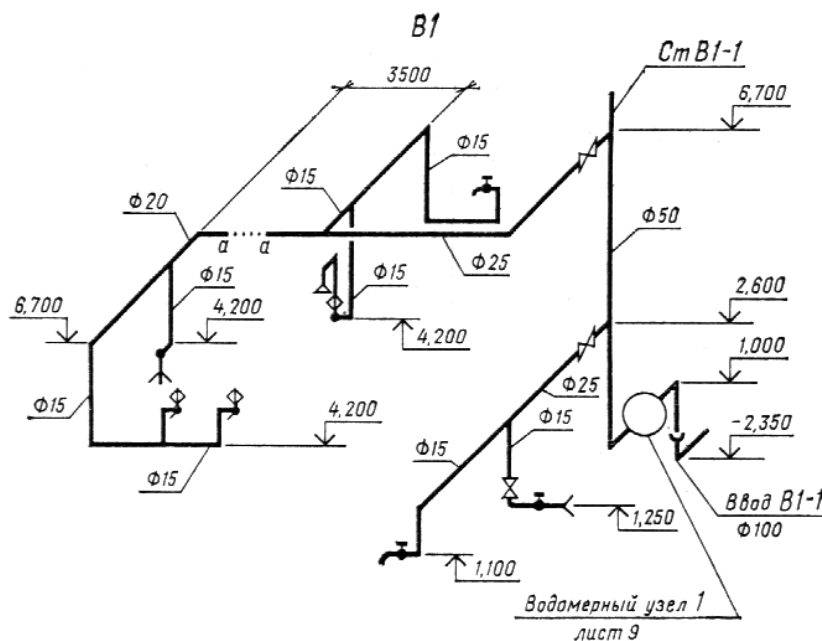 В1
Ст В1-1
3500
6,700
Ф15
Ф15
Ф20
Ф50
а
а
Ф25
Ф15
Ф15
2,600
6,700
4,200
4,200
1,000
Ф25
Ф15
4,200
Ф15
-2,350
Ф15
Ф15
Ввод В1-1
1,250
Ф100
1,100
Водомерный узел 1
лист 9